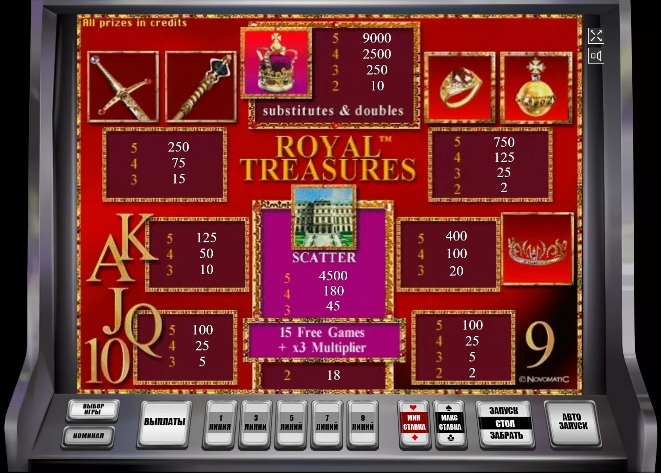 All prizes in credits
5 9000
4 2500
3 250
2 10
substitutes & doubles
5 250
4 75
3 15
ROYAL™
TREASURES
5 750
4 125
3 25
2 2
A K
5 125
4 50
3 10
SCATTER
5 4500
4 180
3 45
5 400
4 100
3 20
J Q
10
5 100
4 25
3 5
15 Free Games
+ x3 Multiplier
2 18
5 100
4 25
3 5
2 2
9
© NOVOMATIC
ВЫБОР
ИГРЫ
НОМИНАЛ
ВЫПЛАТЫ
1
ЛИНИЯ
3
ЛИНИИ
5
ЛИНИЙ
7
ЛИНИЙ
9
ЛИНИЙ
МИН
СТАВКА
МАКС
СТАВКА
ЗАПУСК
СТОП
ЗАБРАТЬ
АВТО
ЗАПУСК